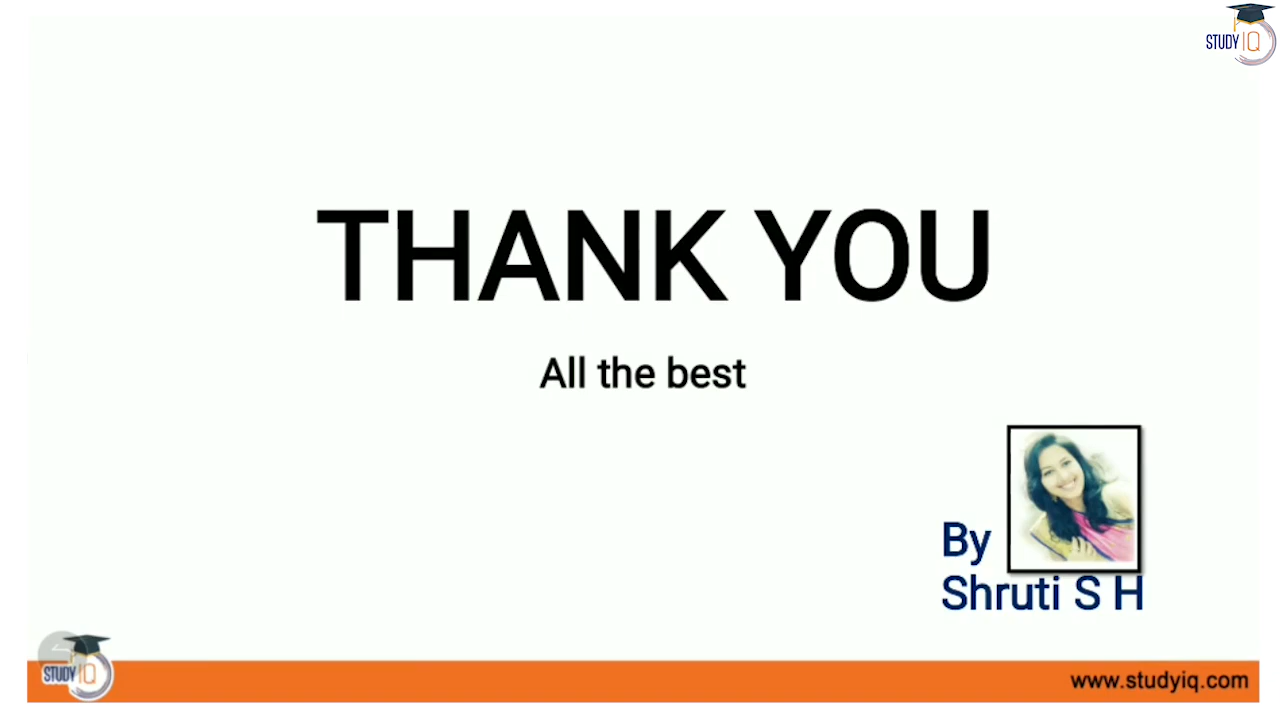 STUDY IQ
THANK YOU
All the best
By
Shruti S H
STUDY IQ
www.studyiq.com